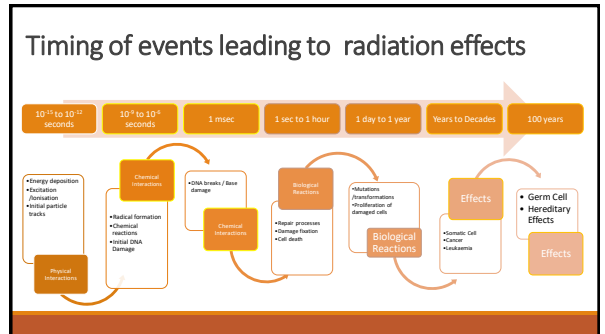 Timing of events leading to radiation effects
10⁻¹⁵ to 10⁻¹²
seconds
10⁻⁹ to 10⁻⁶
seconds
1 msec
1 sec to 1 hour
1 day to 1 year
Years to Decades
100 years
•Energy deposition
•Excitation
/Ionisation
•Initial particle
tracks
Physical
Interactions
Chemical
Interactions
•Radical formation
•Chemical
reactions
•Initial DNA
Damage
•DNA breaks / Base
damage
Chemical
Interactions
Biological
Reactions
•Repair processes
•Damage fixation
•Cell death
•Mutations
/transformations
•Proliferation of
damaged cells
Biological
Reactions
Effects
•Somatic Cell
•Cancer
•Leukaemia
• Germ Cell
• Hereditary
Effects
Effects